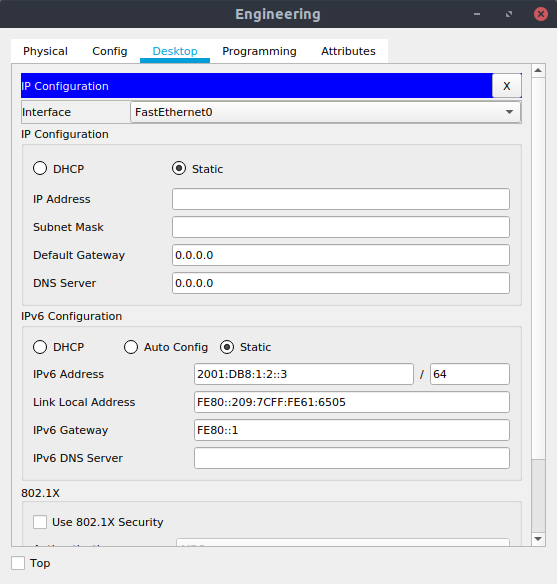 Engineering
Physical Config Desktop Programming Attributes
IP Configuration X
Interface FastEthernet0
IP Configuration
DHCP Static
IP Address
Subnet Mask
Default Gateway 0.0.0.0
DNS Server 0.0.0.0
IPv6 Configuration
DHCP Auto Config Static
IPv6 Address 2001:DB8:1:2::3 / 64
Link Local Address FE80::209:7CFF:FE61:6505
IPv6 Gateway FE80::1
IPv6 DNS Server
802.1X
Use 802.1X Security
Top